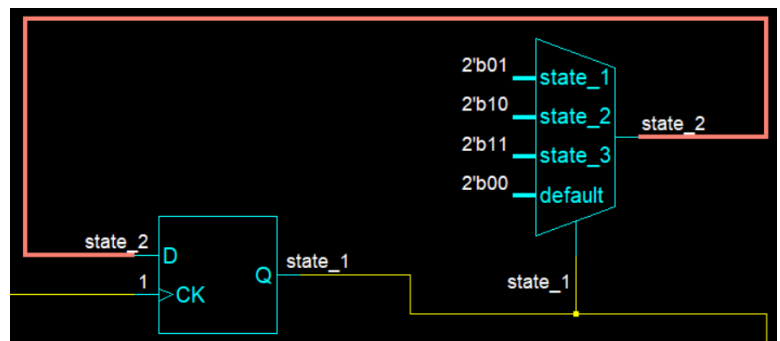 2'b01
state_1
2'b10
state_2
state_2
2'b11
state_3
2'b00
default
state_2
D
state_1
Q
1
CK
state_1